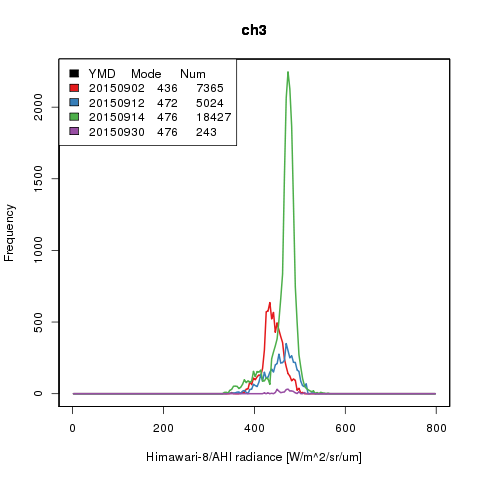 ch3
YMD Mode Num
20150902 436 7365
20150912 472 5024
20150914 476 18427
20150930 476 243
Frequency
2000
1500
1000
500
0
0 200 400 600 800
Himawari-8/AHI radiance [W/m^2/sr/um]